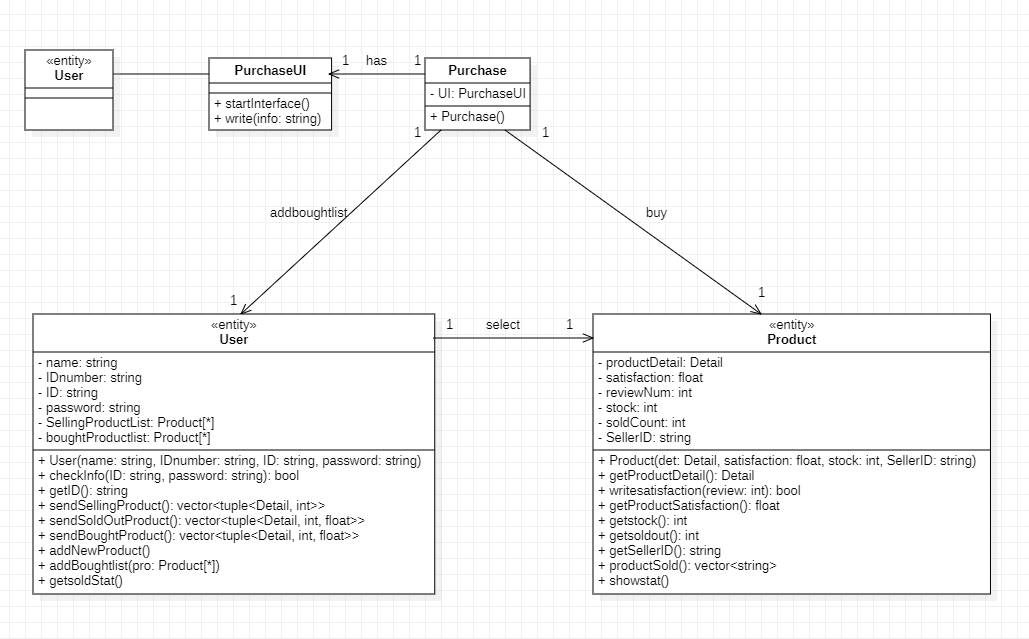 «entity»
User
PurchaseUI
+ startInterface()
+ write(info: string)
1 has 1
Purchase
- UI: PurchaseUI
+ Purchase()
1
1
addboughtlist
buy
1
1
«entity»
User
- name: string
- IDnumber: string
- ID: string
- password: string
- SellingProductList: Product[*]
- boughtProductlist: Product[*]
+ User(name: string, IDnumber: string, ID: string, password: string)
+ checkInfo(ID: string, password: string): bool
+ getID(): string
+ sendSellingProduct(): vector<tuple<Detail, int>>
+ sendSoldOutProduct(): vector<tuple<Detail, int, float>>
+ sendBoughtProduct(): vector<tuple<Detail, int, float>>
+ addNewProduct()
+ addBoughtlist(pro: Product[*])
+ getsoldStat()
1 select 1
«entity»
Product
- productDetail: Detail
- satisfaction: float
- reviewNum: int
- stock: int
- soldCount: int
- SellerID: string
+ Product(det: Detail, satisfaction: float, stock: int, SellerID: string)
+ getProductDetail(): Detail
+ writesatisfaction(review: int): bool
+ getProductSatisfaction(): float
+ getstock(): int
+ getsoldout(): int
+ getSellerID(): string
+ productSold(): vector<string>
+ showstat()